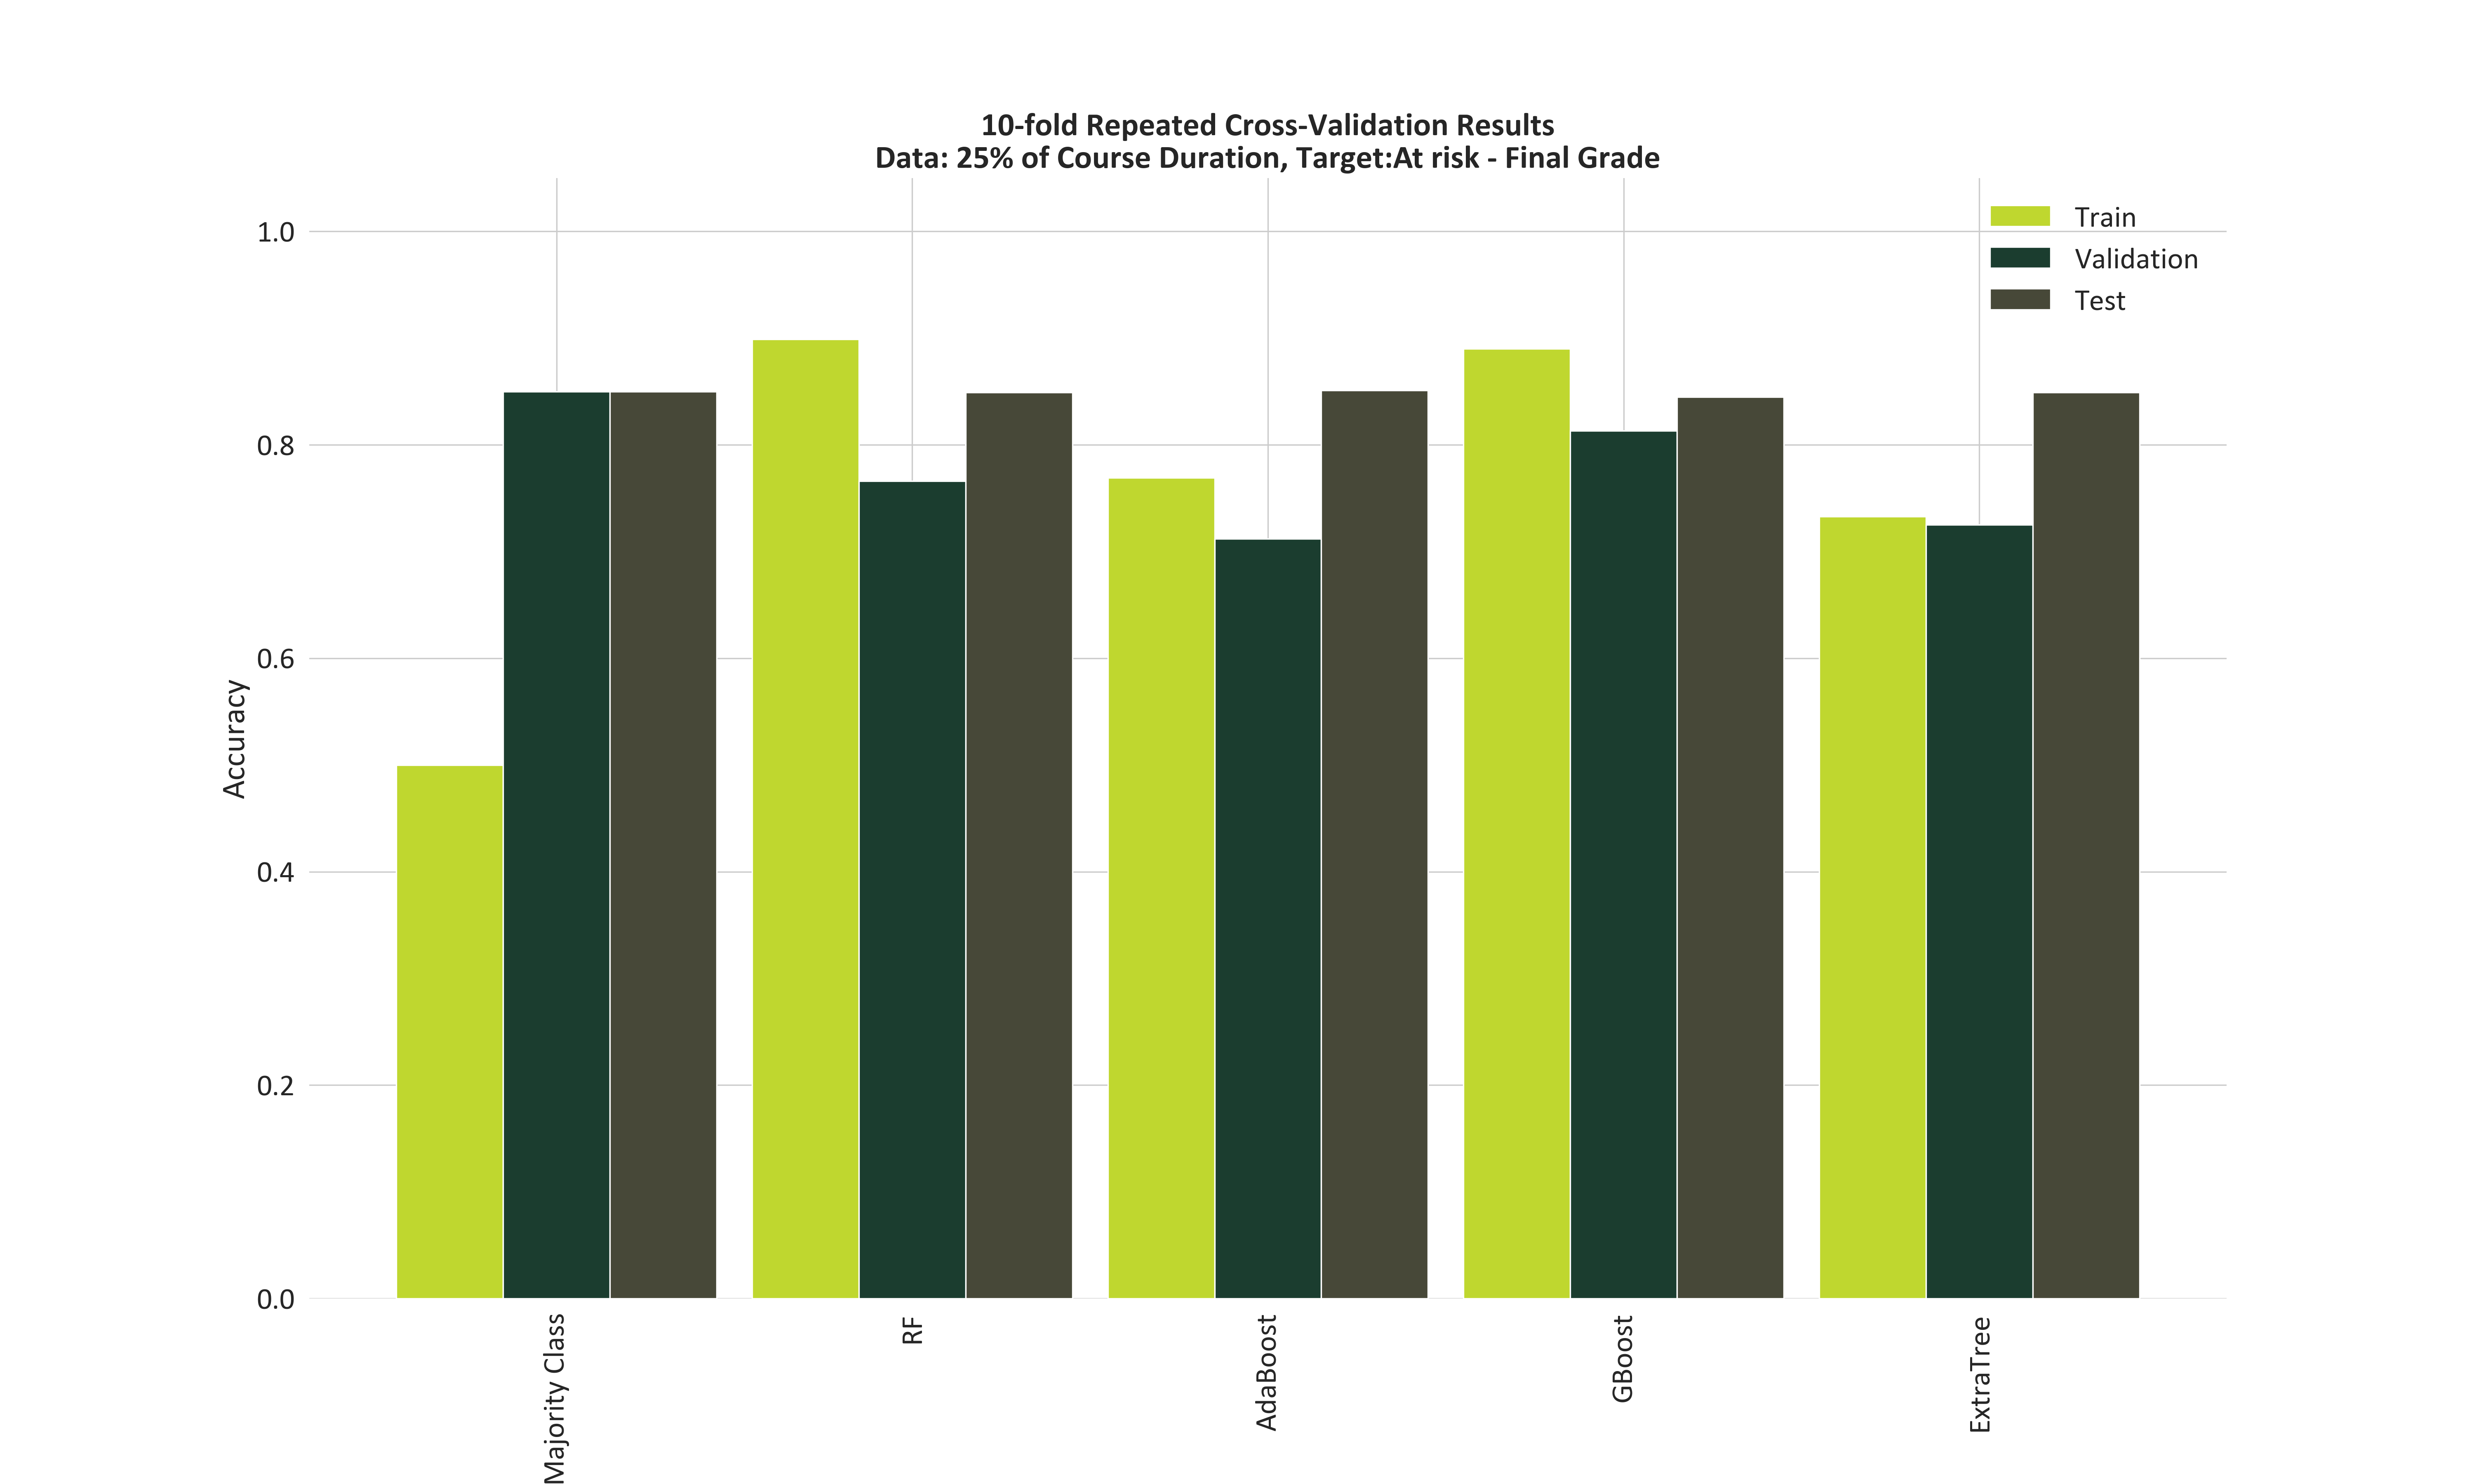 10-fold Repeated Cross-Validation Results
Data: 25% of Course Duration, Target:At risk - Final Grade
Train
Validation
Test
1.0
0.8
0.6
0.4
0.2
0.0
Accuracy
Majority Class
RF
AdaBoost
GBoost
ExtraTree